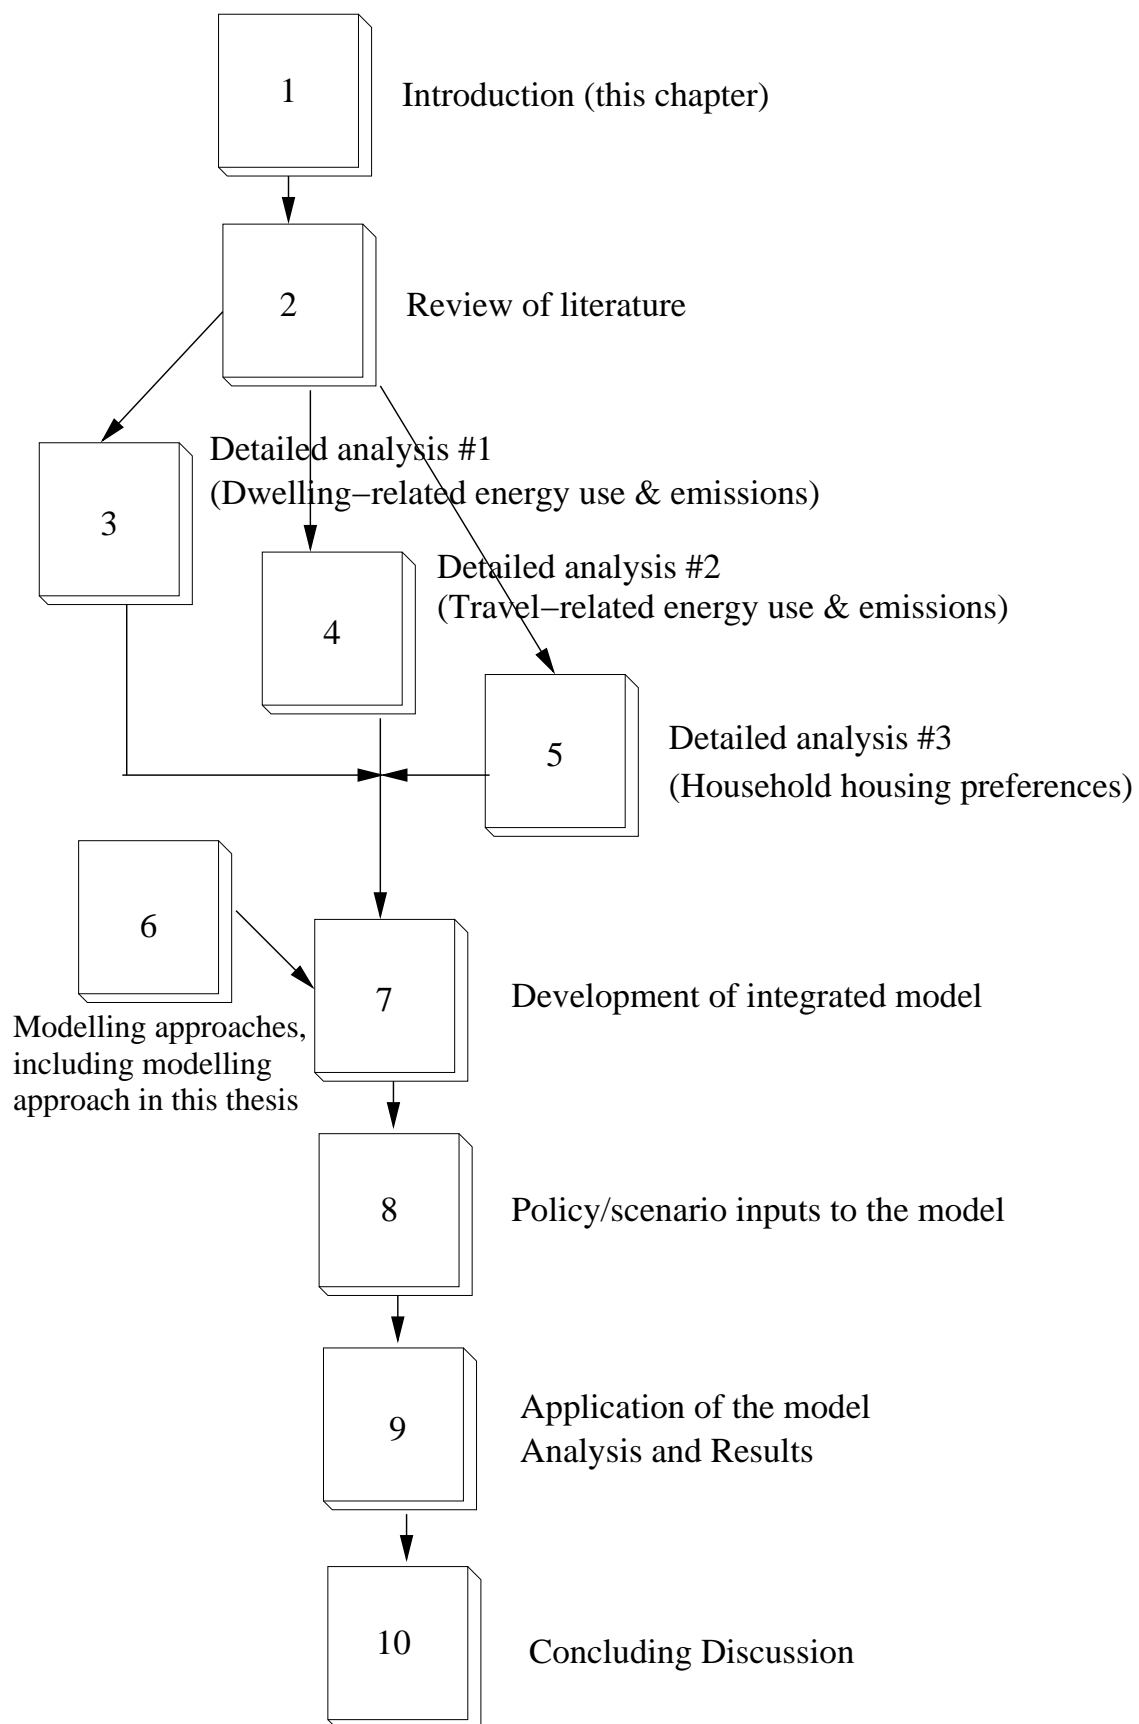 1
Introduction (this chapter)
2
Review of literature
Detailed analysis #1
(Dwelling−related energy use & emissions)
3
Detailed analysis #2
(Travel−related energy use & emissions)
4
Detailed analysis #3
(Household housing preferences)
5
6
Modelling approaches,
including modelling
approach in this thesis
7
Development of integrated model
8
Policy/scenario inputs to the model
9
Application of the model
Analysis and Results
10
Concluding Discussion